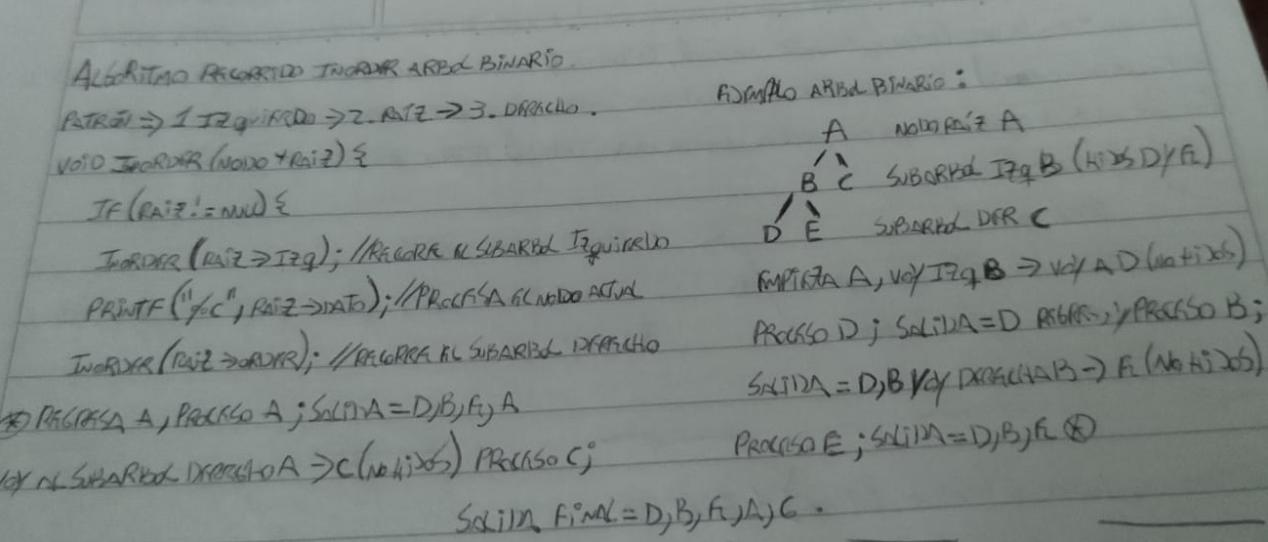 ALGORITMO RECORRIDO INORDER ARBOL BINARIO.
PATRÓN => 1 IZQUIERDO => 2. RAIZ => 3. DERECHO.
VOID INORDER (NODO *RAIZ) {
IF (RAIZ != NULL) {
INORDER (RAIZ -> IZQ); // RECORRE EL SUBARBOL IZQUIERDO
PRINTF ("%C", RAIZ -> DATO); // PROCESA EL NODO ACTUAL
INORDER (RAIZ -> DRDER); // RECORRE EL SUBARBOL DERECHO
EJEMPLO ARBOL BINARIO:
A NODO RAÍZ A
B C SUBARBOL IZQ B (HIJOS D Y E)
D E SUBARBOL DER C
EMPIEZA A, VOY IZQ B -> VOY A D (NO HIJOS)
PROCESO D; SALIDA = D REGRESO Y PROCESO B;
SALIDA = D, B VOY DERECHA B -> E (NO HIJOS)
PROCESO E; SALIDA = D, B, E *
* REGRESA A, PROCESO A; SALIDA = D, B, E, A
VOY AL SUBARBOL DERECHO A -> C (NO HIJOS) PROCESO C;
SALIDA FINAL = D, B, E, A, C.